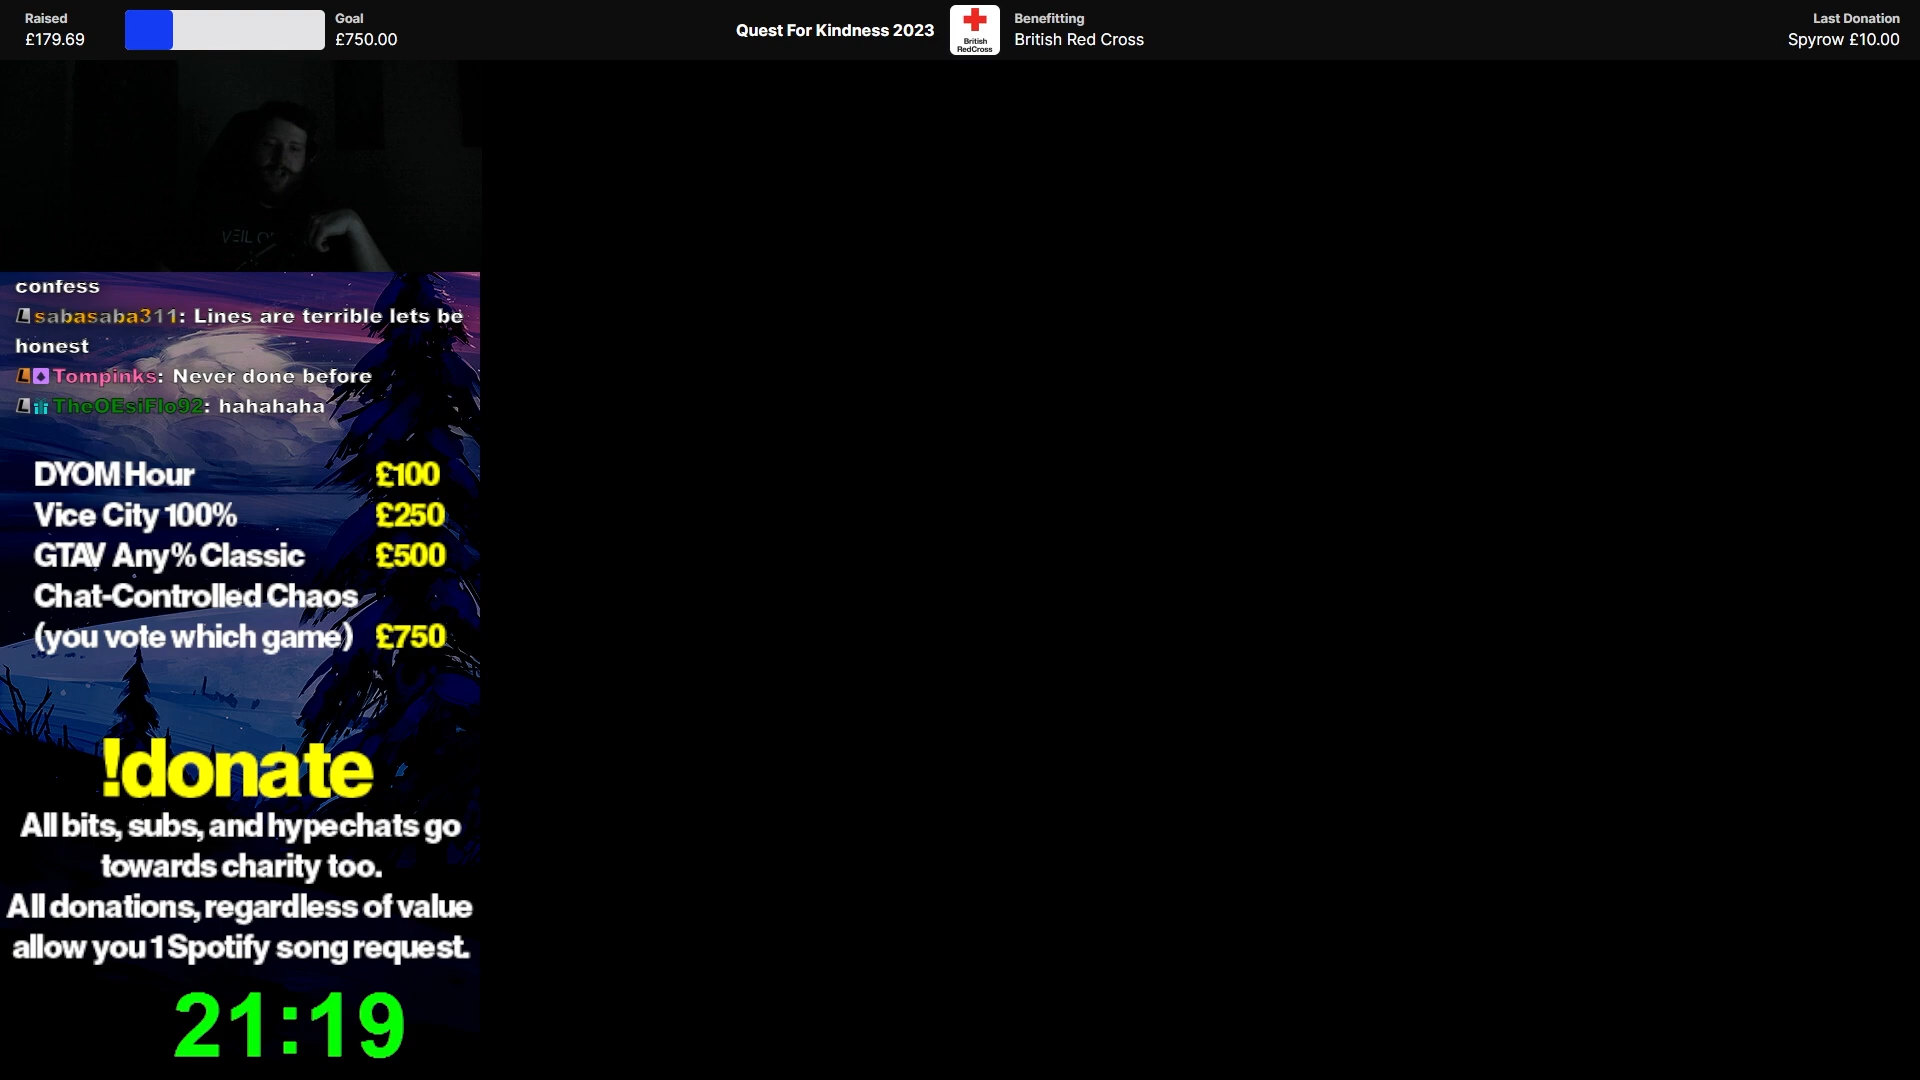 Raised
£179.69
Goal
£750.00
Quest For Kindness 2023
British
RedCross
Benefitting
British Red Cross
Last Donation
Spyrow £10.00
VEIL O
confess
sabasaba311: Lines are terrible lets be
honest
Tompinks: Never done before
TheOEsiFlo92: hahahaha
DYOM Hour £100
Vice City 100% £250
GTAV Any% Classic £500
Chat-Controlled Chaos
(you vote which game) £750
!donate
All bits, subs, and hypechats go
towards charity too.
All donations, regardless of value
allow you 1 Spotify song request.
21:19